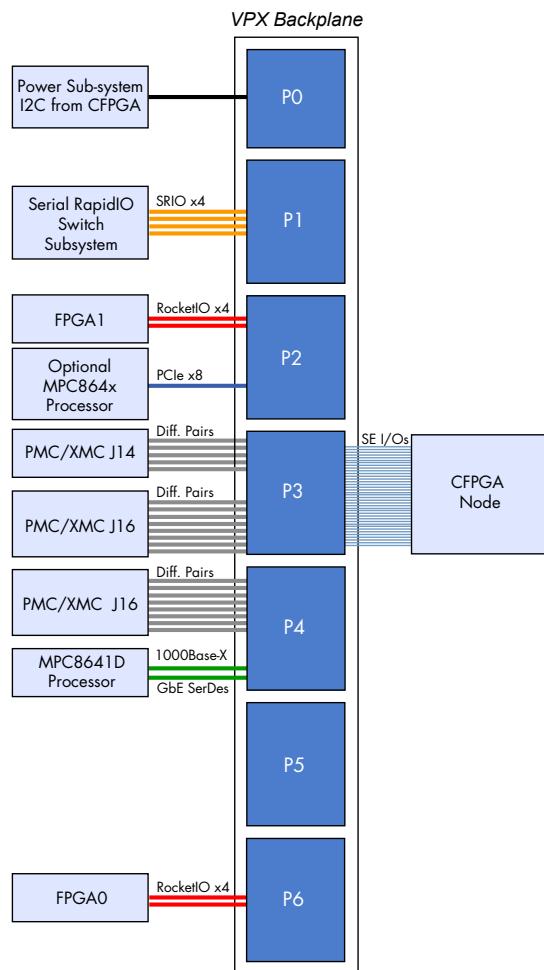 VPX Backplane
Power Sub-system
I2C from CFPGA
P0
Serial RapidIO
Switch
Subsystem
SRIO x4
P1
FPGA1
RocketIO x4
P2
Optional
MPC864x
Processor
PCIe x8
PMC/XMC J14
Diff. Pairs
P3
SE I/Os
CFPGA
Node
PMC/XMC J16
Diff. Pairs
PMC/XMC  J16
Diff. Pairs
P4
MPC8641D
Processor
1000Base-X
GbE SerDes
P5
FPGA0
RocketIO x4
P6